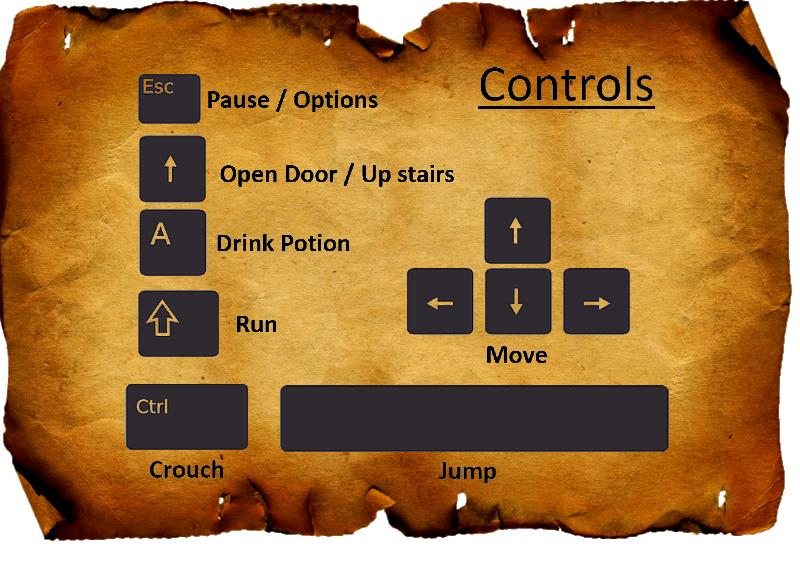 Controls
Esc
Pause / Options
↑
Open Door / Up stairs
A
Drink Potion
⇧
Run
↑
← ↓ →
Move
Ctrl
Crouch
Jump